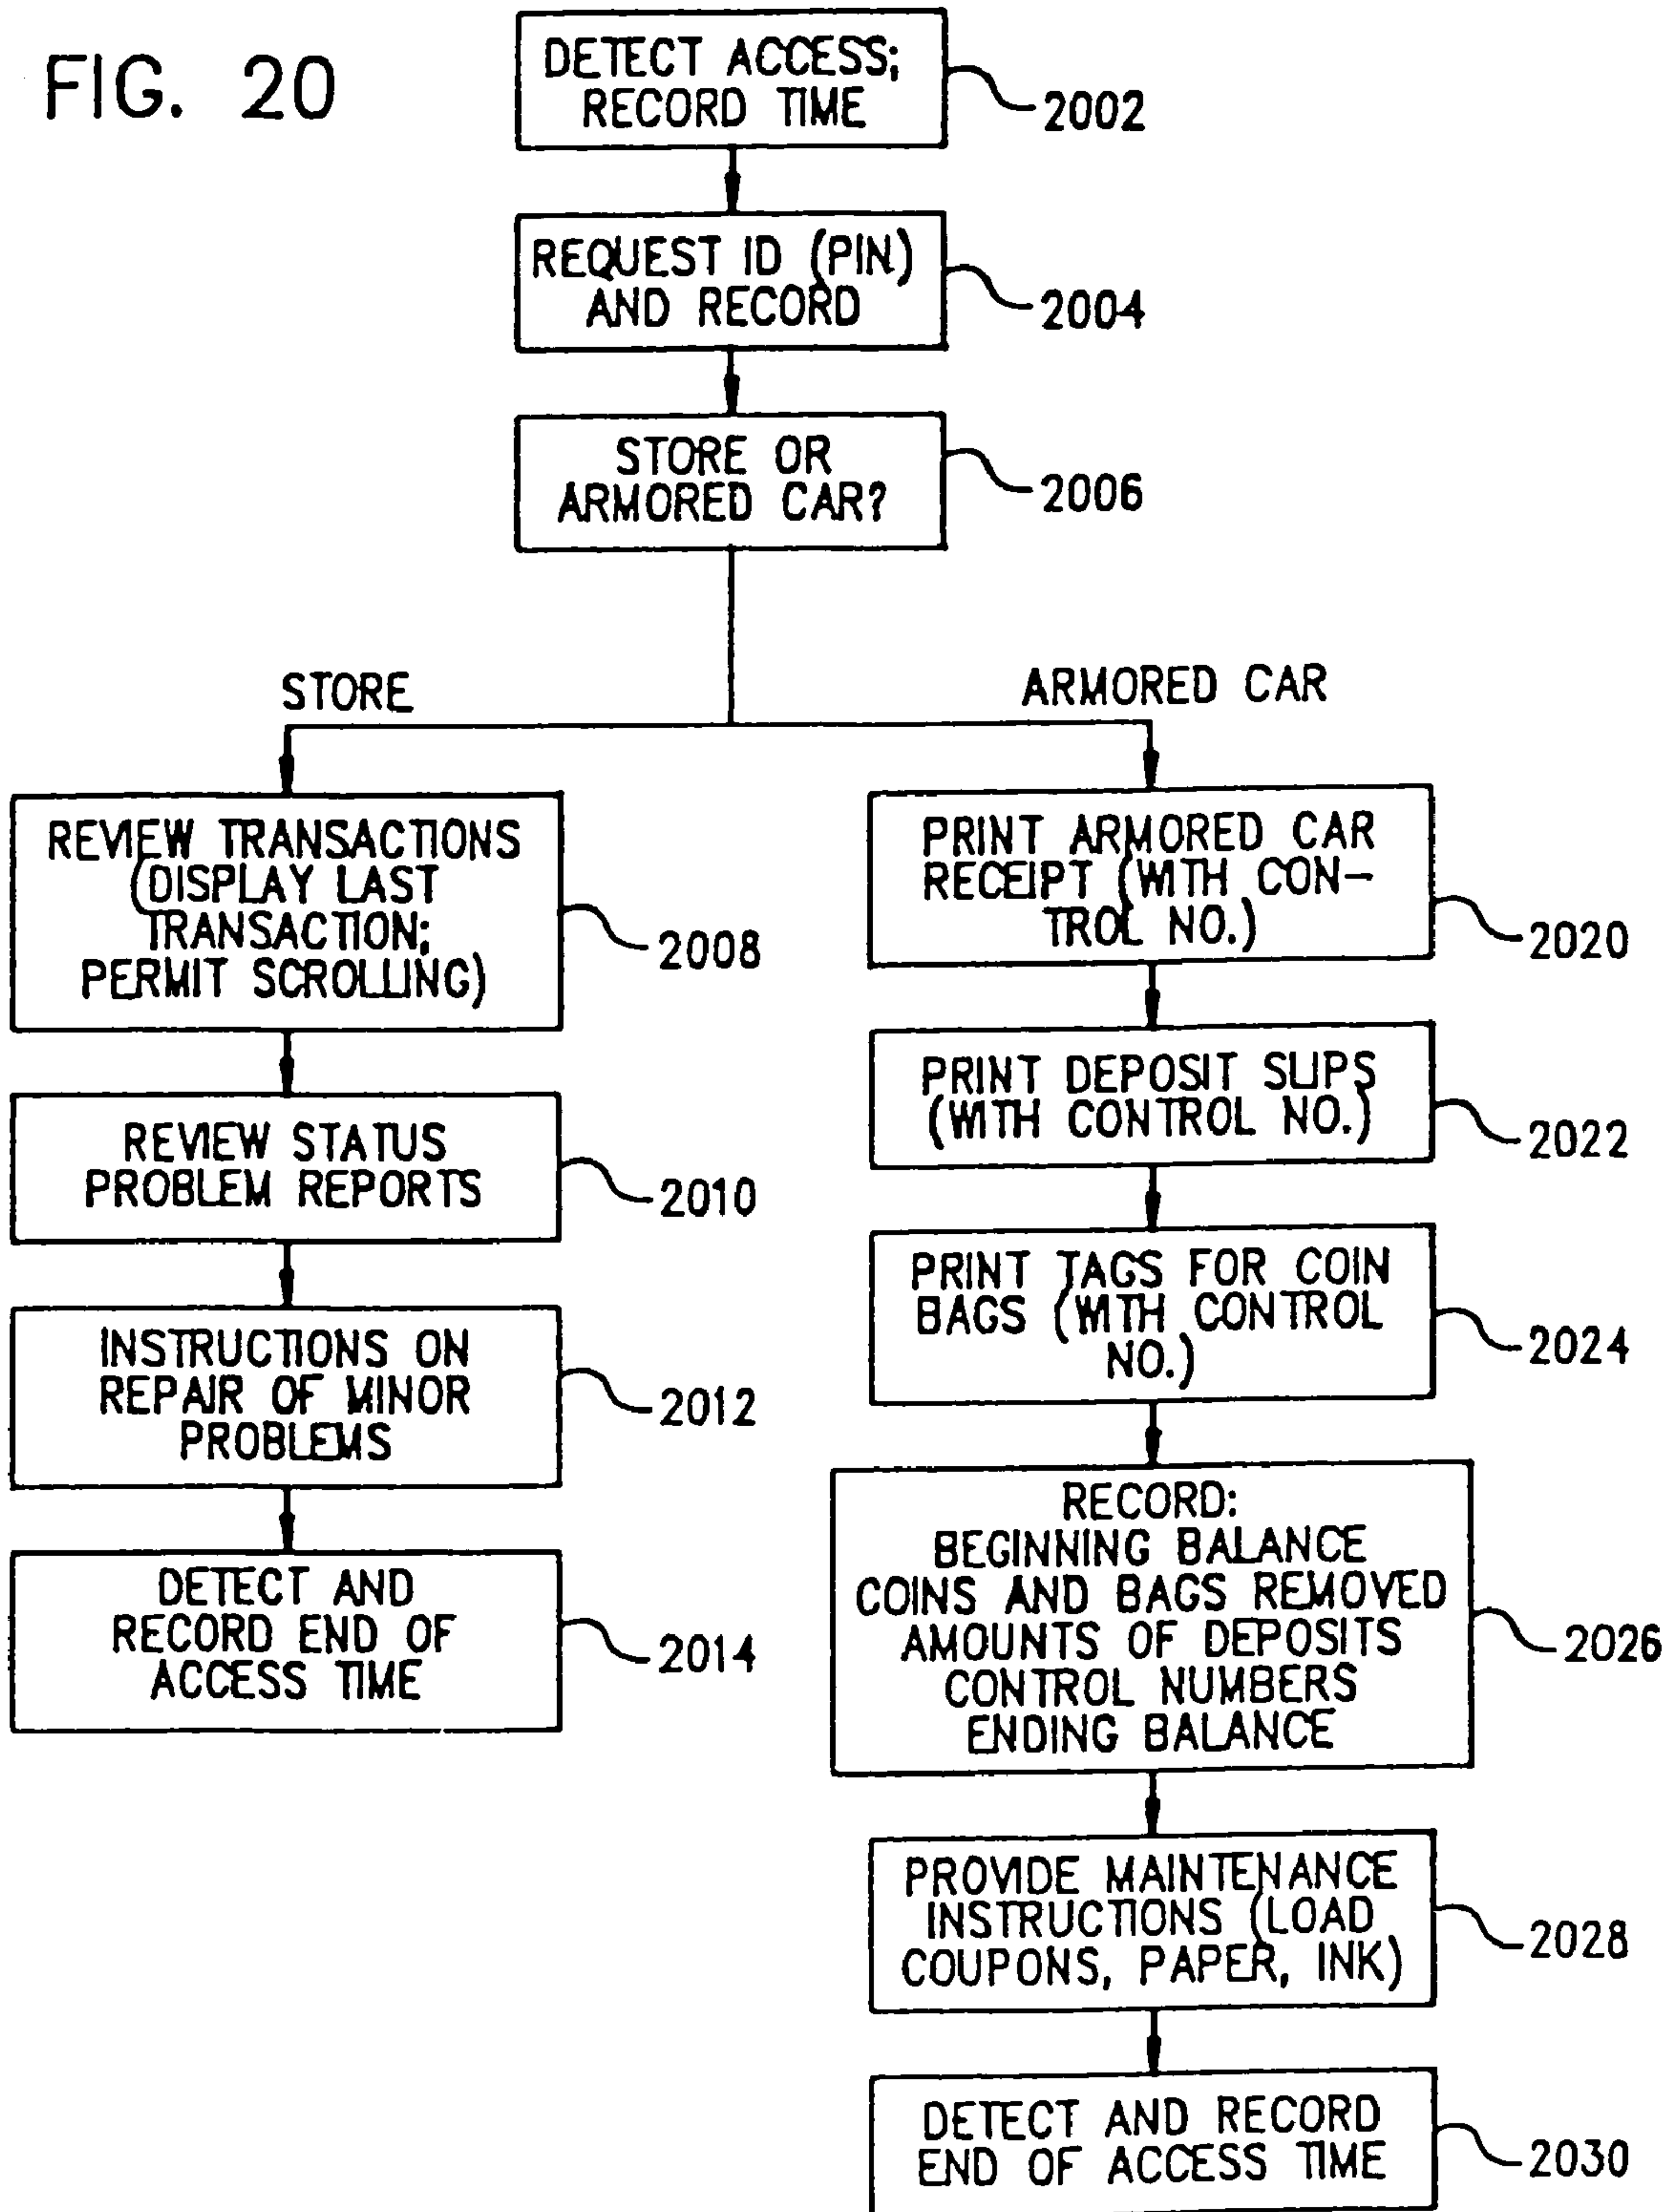 FIG. 20
DETECT ACCESS;
RECORD TIME
2002
REQUEST ID (PIN)
AND RECORD
2004
STORE OR
ARMORED CAR?
2006
STORE
ARMORED CAR
REVIEW TRANSACTIONS
(DISPLAY LAST
TRANSACTION;
PERMIT SCROLLING)
2008
REVIEW STATUS
PROBLEM REPORTS
2010
INSTRUCTIONS ON
REPAIR OF MINOR
PROBLEMS
2012
DETECT AND
RECORD END OF
ACCESS TIME
2014
PRINT ARMORED CAR
RECEIPT (WITH CON-
TROL NO.)
2020
PRINT DEPOSIT SLIPS
(WITH CONTROL NO.)
2022
PRINT TAGS FOR COIN
BAGS (WITH CONTROL
NO.)
2024
RECORD:
BEGINNING BALANCE
COINS AND BAGS REMOVED
AMOUNTS OF DEPOSITS
CONTROL NUMBERS
ENDING BALANCE
2026
PROVIDE MAINTENANCE
INSTRUCTIONS (LOAD
COUPONS, PAPER, INK)
2028
DETECT AND RECORD
END OF ACCESS TIME
2030